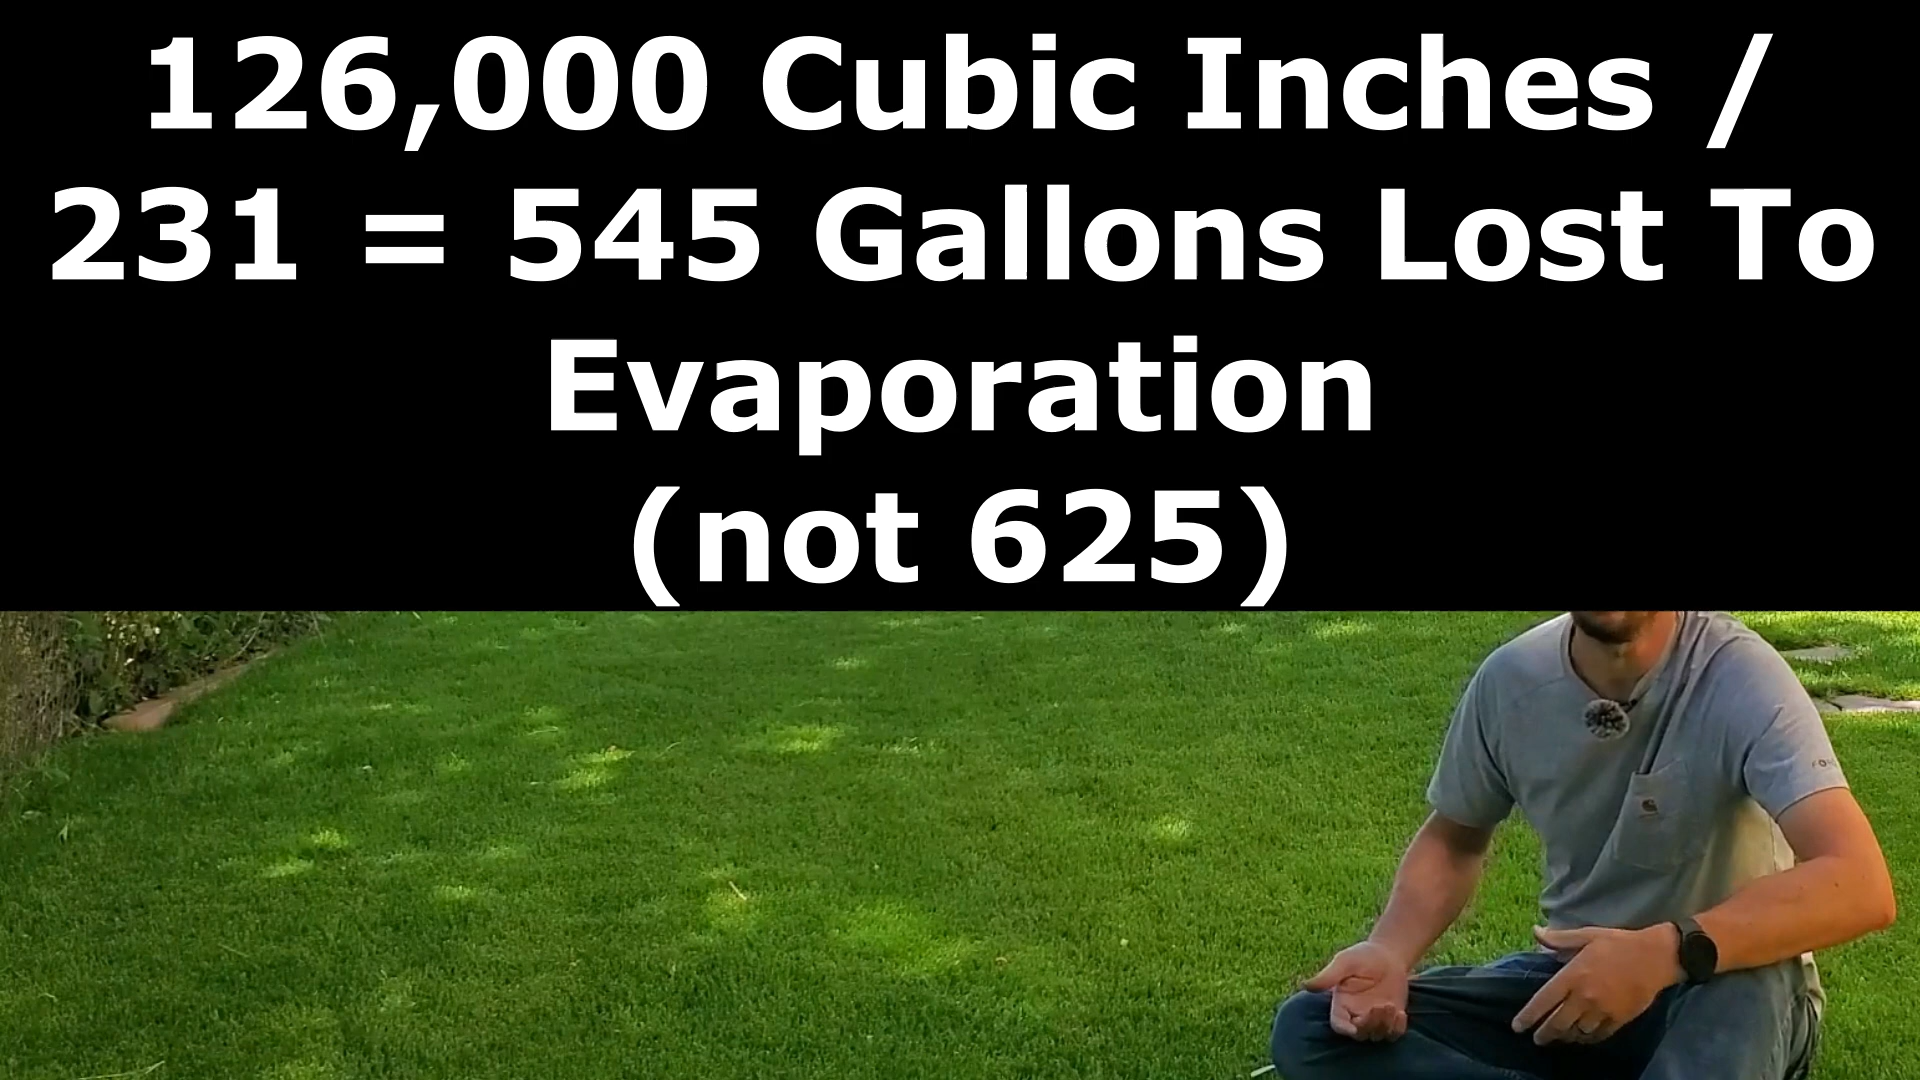 126,000 Cubic Inches /
231 = 545 Gallons Lost To
Evaporation
(not 625)